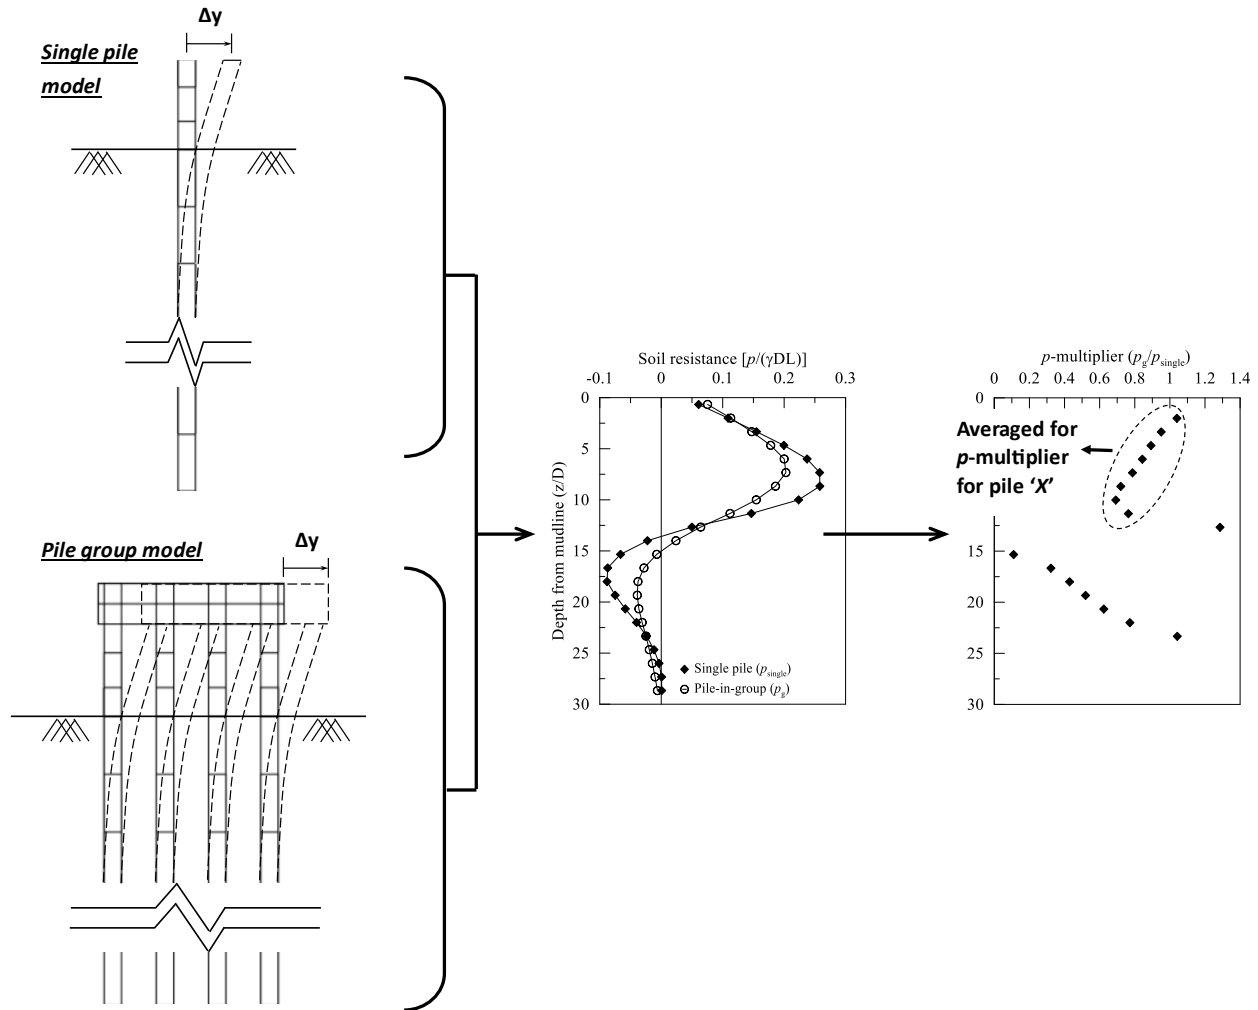 Δy
Single pile
model
Pile group model
Δy
Soil resistance [p/(γDL)]
-0.1 0 0.1 0.2 0.3
Depth from mudline (z/D)
0
5
10
15
20
25
30
Single pile (psingle)
Pile-in-group (pg)
p-multiplier (pg/psingle)
0 0.2 0.4 0.6 0.8 1 1.2 1.4
0
Averaged for
p-multiplier
for pile ‘X’
15
20
25
30